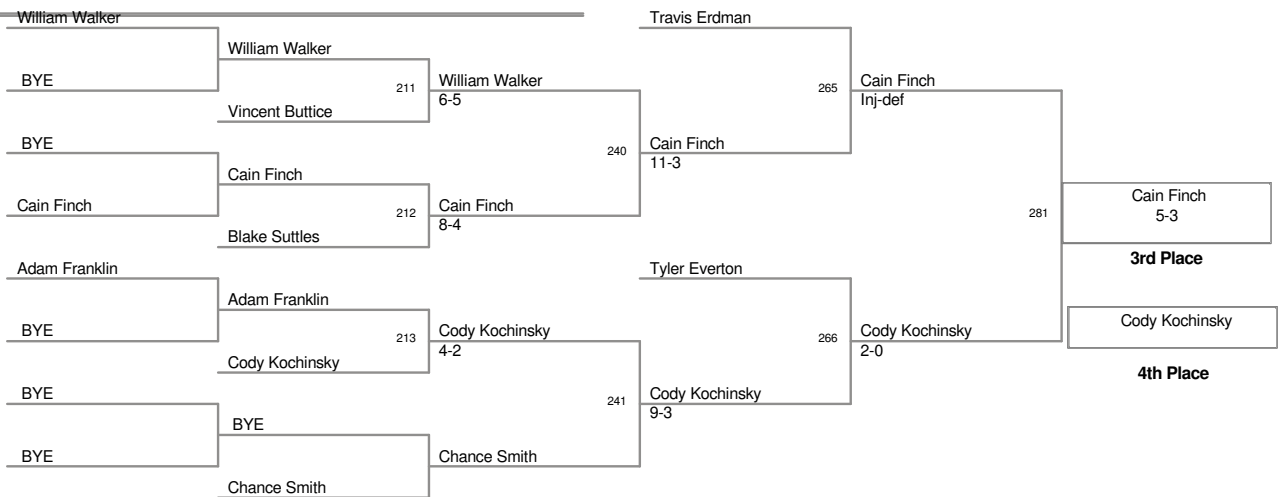 William Walker
BYE
BYE
Cain Finch
Adam Franklin
BYE
BYE
BYE
William Walker
211
Vincent Buttice
Cain Finch
212
Blake Suttles
Adam Franklin
213
Cody Kochinsky
BYE
Chance Smith
William Walker
6-5
240
Cain Finch
8-4
Cody Kochinsky
4-2
241
Chance Smith
Travis Erdman
265
Cain Finch
11-3
Tyler Everton
266
Cody Kochinsky
9-3
Cain Finch
Inj-def
281
Cody Kochinsky
2-0
Cain Finch
5-3
3rd Place
Cody Kochinsky
4th Place